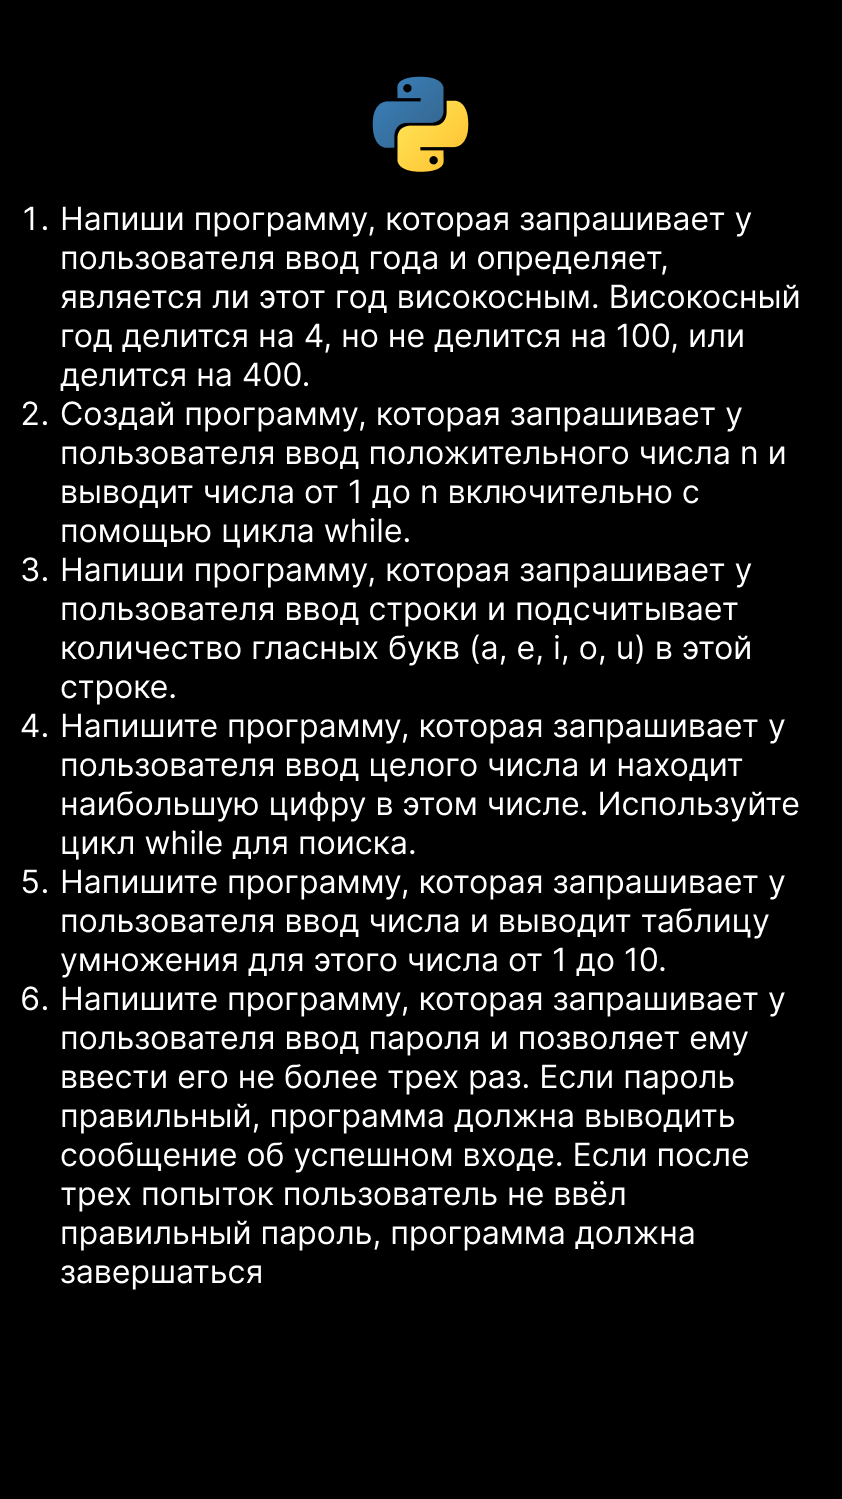 1. Напиши программу, которая запрашивает у
пользователя ввод года и определяет,
является ли этот год високосным. Високосный
год делится на 4, но не делится на 100, или
делится на 400.
2. Создай программу, которая запрашивает у
пользователя ввод положительного числа n и
выводит числа от 1 до n включительно с
помощью цикла while.
3. Напиши программу, которая запрашивает у
пользователя ввод строки и подсчитывает
количество гласных букв (a, e, i, o, u) в этой
строке.
4. Напишите программу, которая запрашивает у
пользователя ввод целого числа и находит
наибольшую цифру в этом числе. Используйте
цикл while для поиска.
5. Напишите программу, которая запрашивает у
пользователя ввод числа и выводит таблицу
умножения для этого числа от 1 до 10.
6. Напишите программу, которая запрашивает у
пользователя ввод пароля и позволяет ему
ввести его не более трех раз. Если пароль
правильный, программа должна выводить
сообщение об успешном входе. Если после
трех попыток пользователь не ввёл
правильный пароль, программа должна
завершаться